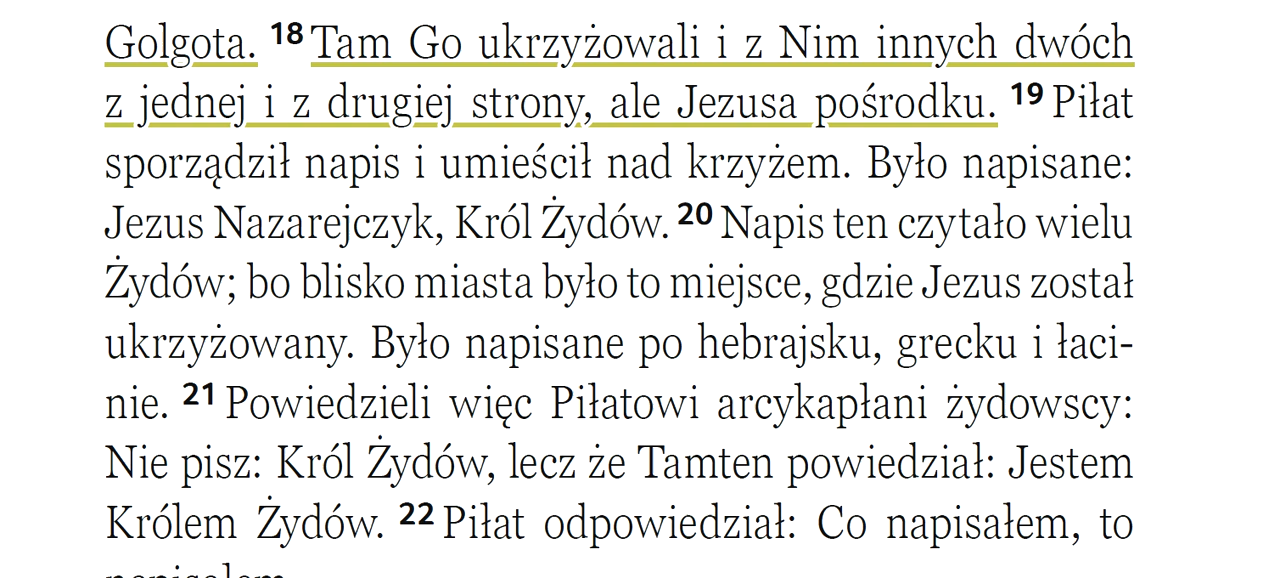 Golgota. 18 Tam Go ukrzyżowali i z Nim innych dwóch
z jednej i z drugiej strony, ale Jezusa pośrodku. 19 Piłat
sporządził napis i umieścił nad krzyżem. Było napisane:
Jezus Nazarejczyk, Król Żydów. 20 Napis ten czytało wielu
Żydów; bo blisko miasta było to miejsce, gdzie Jezus został
ukrzyżowany. Było napisane po hebrajsku, grecku i łaci-
nie. 21 Powiedzieli więc Piłatowi arcykapłani żydowscy:
Nie pisz: Król Żydów, lecz że Tamten powiedział: Jestem
Królem Żydów. 22 Piłat odpowiedział: Co napisałem, to